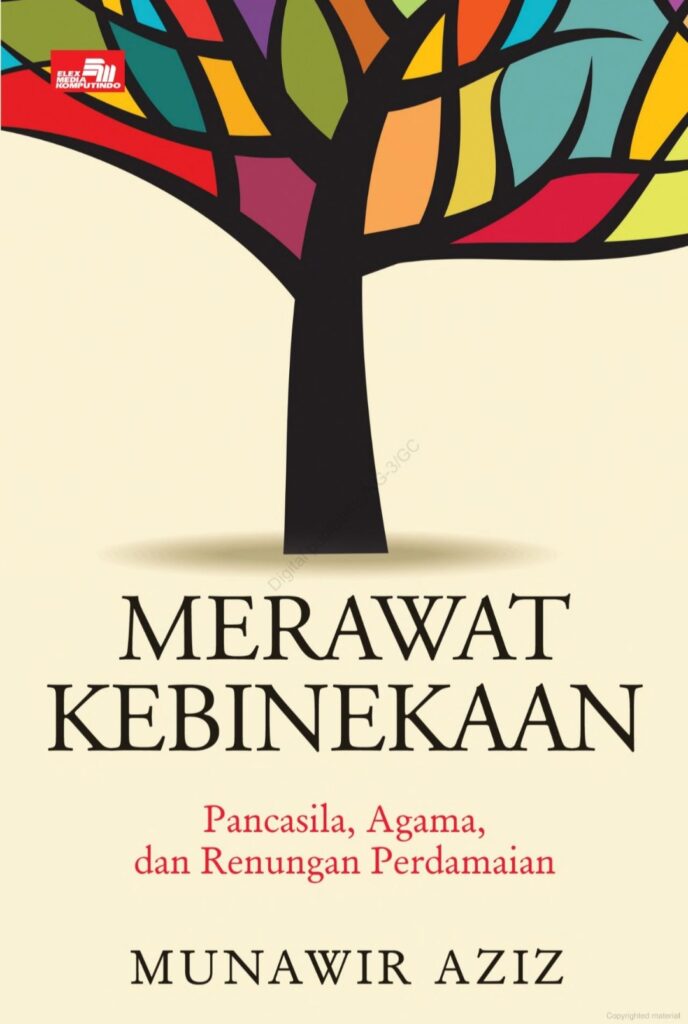 ELEX
MEDIA
KOMPUTINDO
MERAWAT
KEBINEKAAN
Pancasila, Agama,
dan Renungan Perdamaian
MUNAWIR AZIZ
Copyrighted material